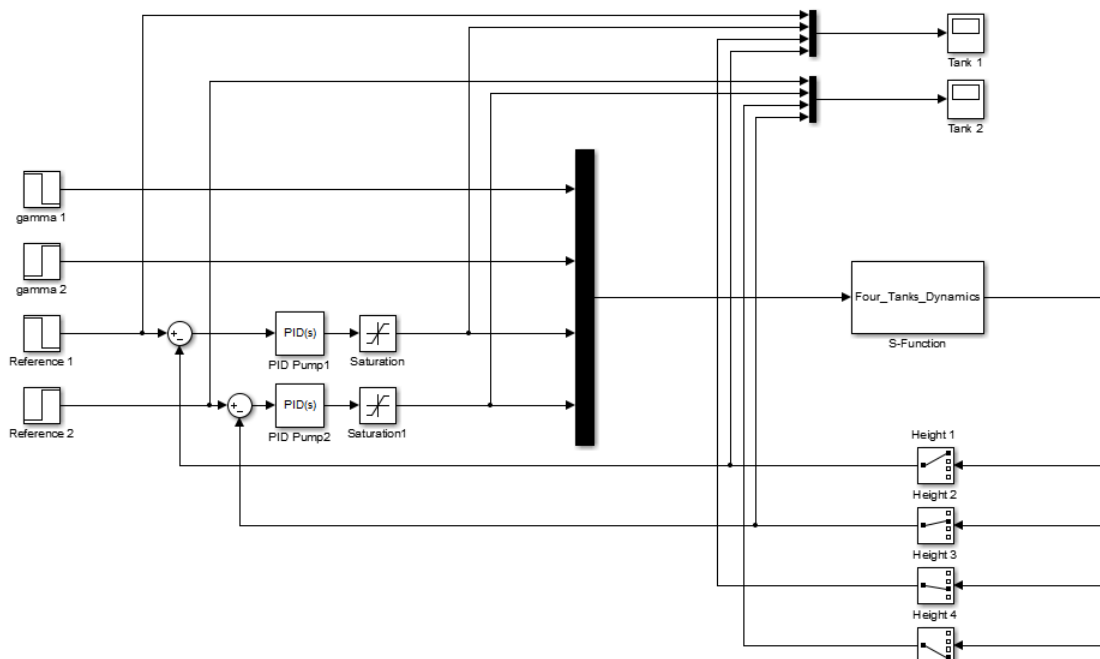 Tank 1
Tank 2
gamma 1
gamma 2
Four_Tanks_Dynamics
S-Function
Reference 1
+
−
PID(s)
PID Pump1
Saturation
Reference 2
+
−
PID(s)
PID Pump2
Saturation1
Height 1
Height 2
Height 3
Height 4